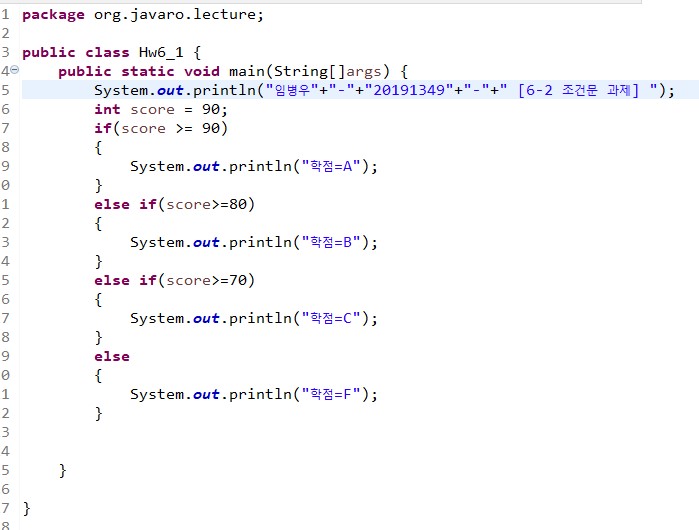 1 package org.javaro.lecture;
2
3 public class Hw6_1 {
4 public static void main(String[]args) {
5 System.out.println("임병우"+"-"+"20191349"+"-"+" [6-2 조건문 과제] ");
6 int score = 90;
7 if(score >= 90)
8 {
9 System.out.println("학점=A");
0 }
1 else if(score>=80)
2 {
3 System.out.println("학점=B");
4 }
5 else if(score>=70)
6 {
7 System.out.println("학점=C");
8 }
9 else
0 {
1 System.out.println("학점=F");
2 }
3
4
5 }
6
7 }
8